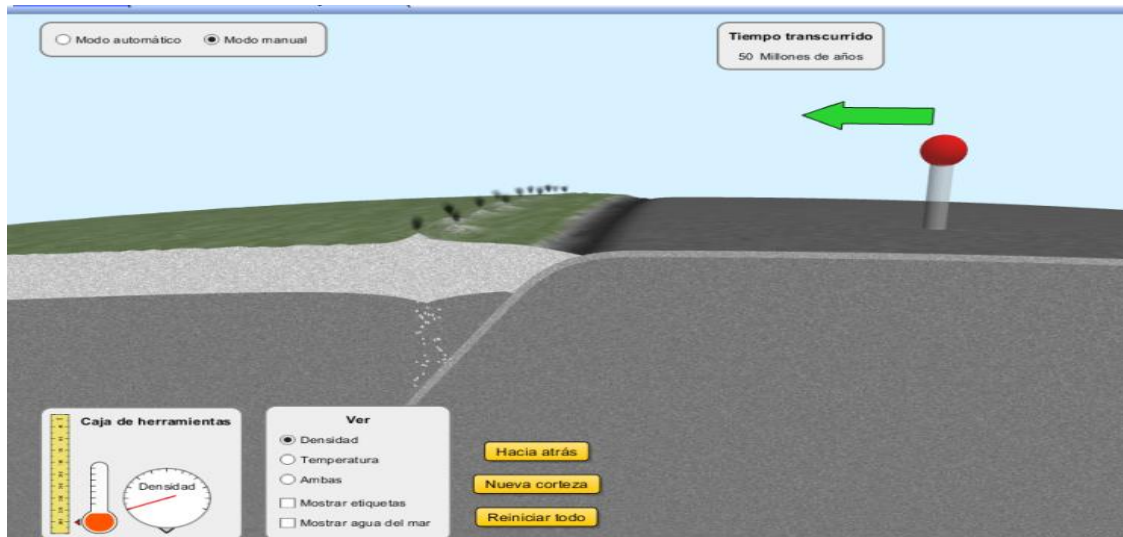 Modo automático
Modo manual
Tiempo transcurrido
50 Millones de años
Caja de herramientas
Densidad
Ver
Densidad
Temperatura
Ambas
Mostrar etiquetas
Mostrar agua del mar
Hacia atrás
Nueva corteza
Reiniciar todo